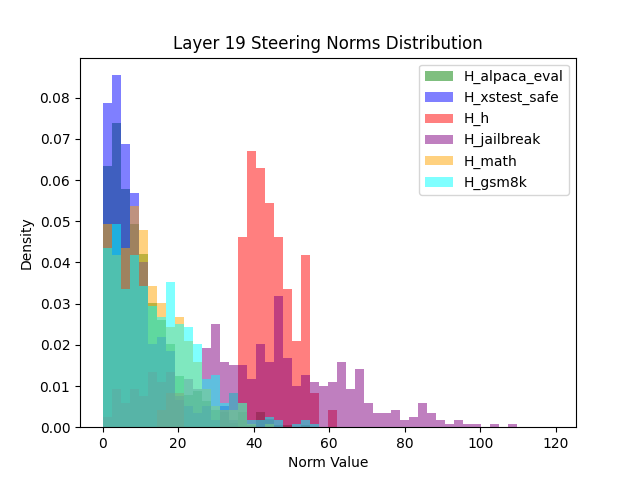 Layer 19 Steering Norms Distribution
H_alpaca_eval
H_xstest_safe
H_h
H_jailbreak
H_math
H_gsm8k
Density
0.08
0.07
0.06
0.05
0.04
0.03
0.02
0.01
0.00
0 20 40 60 80 100 120
Norm Value